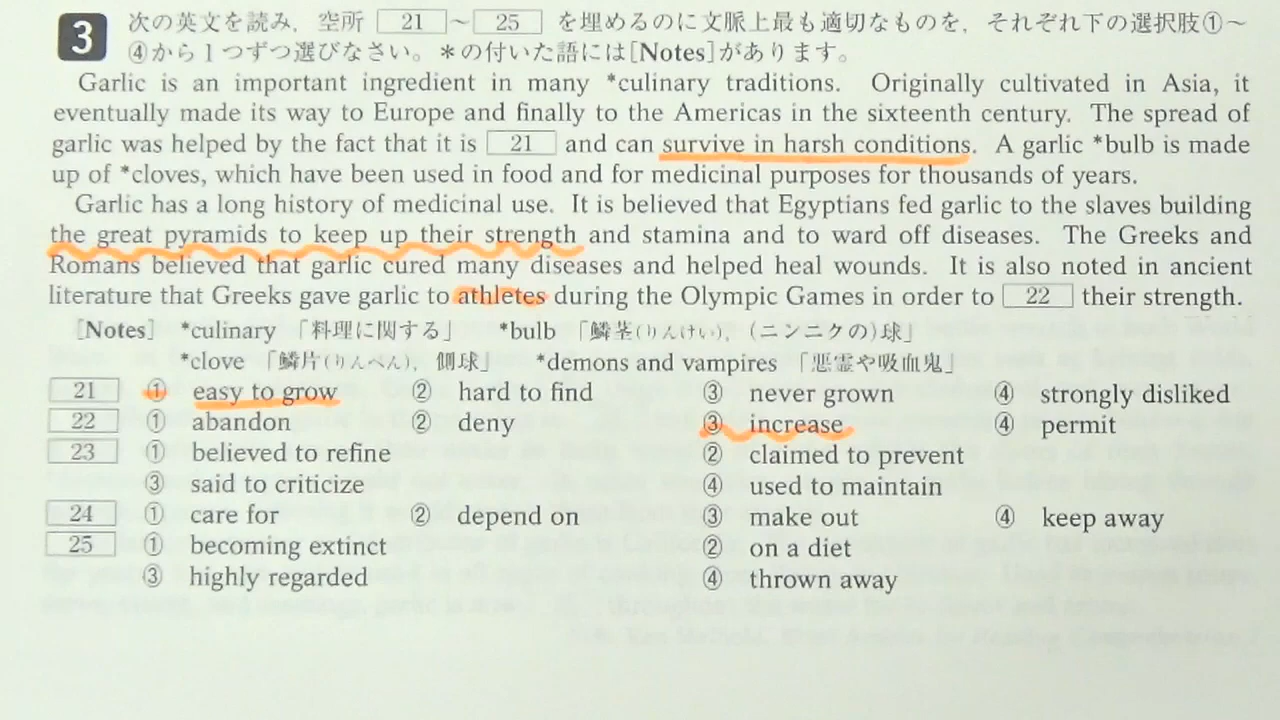 3 次の英文を読み,空所 21 ～ 25 を埋めるのに文脈上最も適切なものを,それぞれ下の選択肢①～
④から1つずつ選びなさい。＊の付いた語には[Notes]があります。
Garlic is an important ingredient in many *culinary traditions. Originally cultivated in Asia, it
eventually made its way to Europe and finally to the Americas in the sixteenth century. The spread of
garlic was helped by the fact that it is 21 and can survive in harsh conditions. A garlic *bulb is made
up of *cloves, which have been used in food and for medicinal purposes for thousands of years.
Garlic has a long history of medicinal use. It is believed that Egyptians fed garlic to the slaves building
the great pyramids to keep up their strength and stamina and to ward off diseases. The Greeks and
Romans believed that garlic cured many diseases and helped heal wounds. It is also noted in ancient
literature that Greeks gave garlic to athletes during the Olympic Games in order to 22 their strength.
[Notes] *culinary「料理に関する」 *bulb「鱗茎(りんけい),(ニンニクの)球」
*clove「鱗片(りんぺん),側球」 *demons and vampires「悪霊や吸血鬼」
21 ① easy to grow ② hard to find ③ never grown ④ strongly disliked
22 ① abandon ② deny ③ increase ④ permit
23 ① believed to refine ② claimed to prevent
③ said to criticize ④ used to maintain
24 ① care for ② depend on ③ make out ④ keep away
25 ① becoming extinct ② on a diet
③ highly regarded ④ thrown away